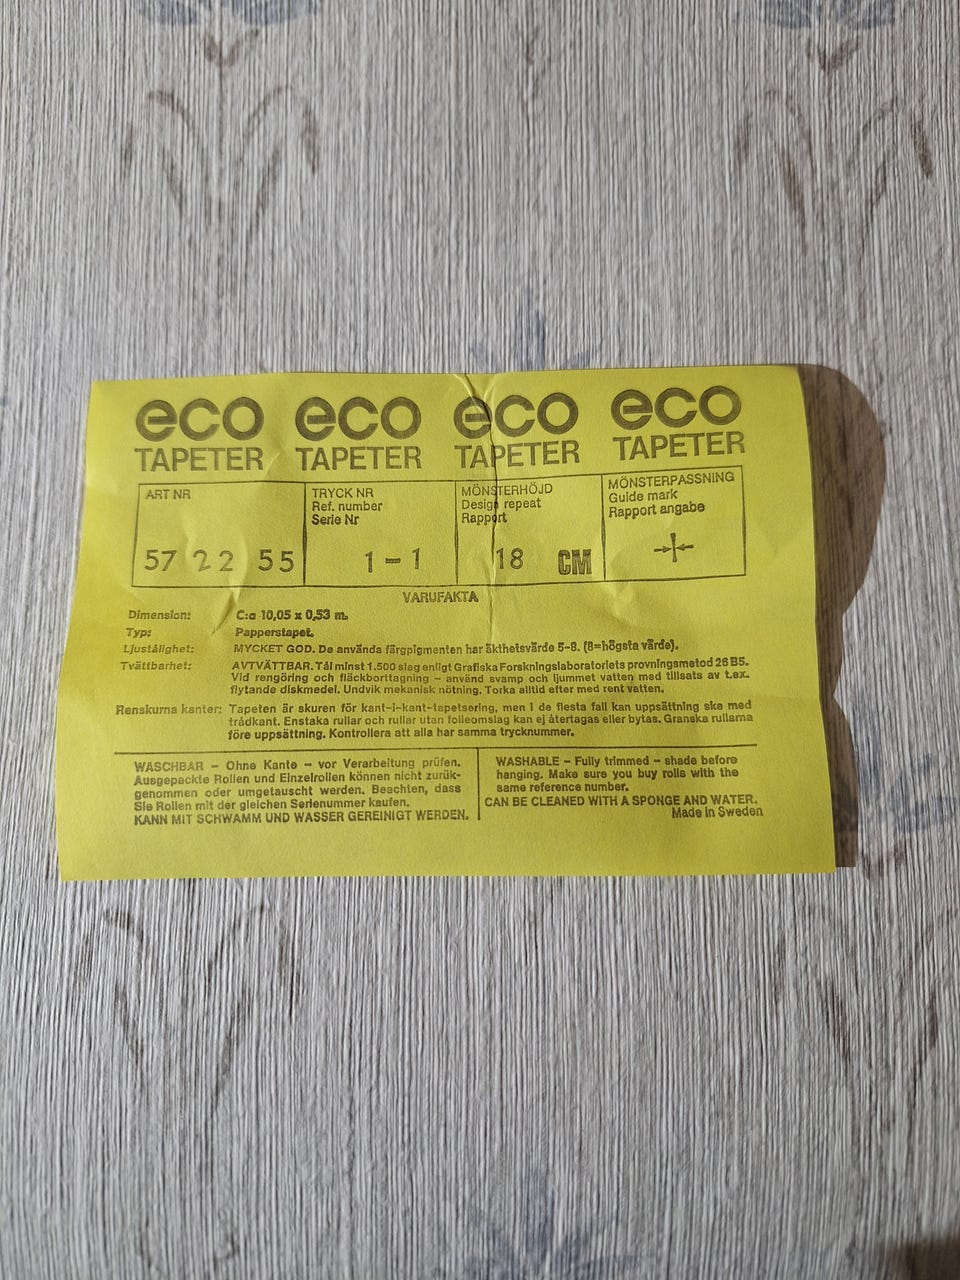 eco eco eco eco
TAPETER TAPETER TAPETER TAPETER
ART NR
57 22 55
TRYCK NR
Ref. number
Serie Nr
1-1
MÖNSTERHÖJD
Design repeat
Rapport
18 CM
MÖNSTERPASSNING
Guide mark
Rapport angabe
VARUFAKTA
Dimension: C:a 10,05 x 0,53 m.
Typ: Papperstapet.
Ljustålighet: MYCKET GOD. De använda färgpigmenten har äkthetsvärde 5-8. (8=högsta värde).
Tvättbarhet: AVTVÄTTBAR. Tål minst 1.500 slag enligt Grafiska Forskningslaboratoriets provningsmetod 26 B5.
Vid rengöring och fläckborttagning – använd svamp och ljummet vatten med tillsats av t.ex.
flytande diskmedel. Undvik mekanisk nötning. Torka alltid efter med rent vatten.
Renskurna kanter: Tapeten är skuren för kant-i-kant-tapetsering, men i de flesta fall kan uppsättning ske med
trådkant. Enstaka rullar och rullar utan folieomslag kan ej återtagas eller bytas. Granska rullarna
före uppsättning. Kontrollera att alla har samma trycknummer.
WASCHBAR – Ohne Kante – vor Verarbeitung prüfen.
Ausgepackte Rollen und Einzelrollen können nicht zurük-
genommen oder umgetauscht werden. Beachten, dass
Sie Rollen mit der gleichen Serienummer kaufen.
KANN MIT SCHWAMM UND WASSER GEREINIGT WERDEN.
WASHABLE – Fully trimmed – shade before
hanging. Make sure you buy rolls with the
same reference number.
CAN BE CLEANED WITH A SPONGE AND WATER.
Made in Sweden